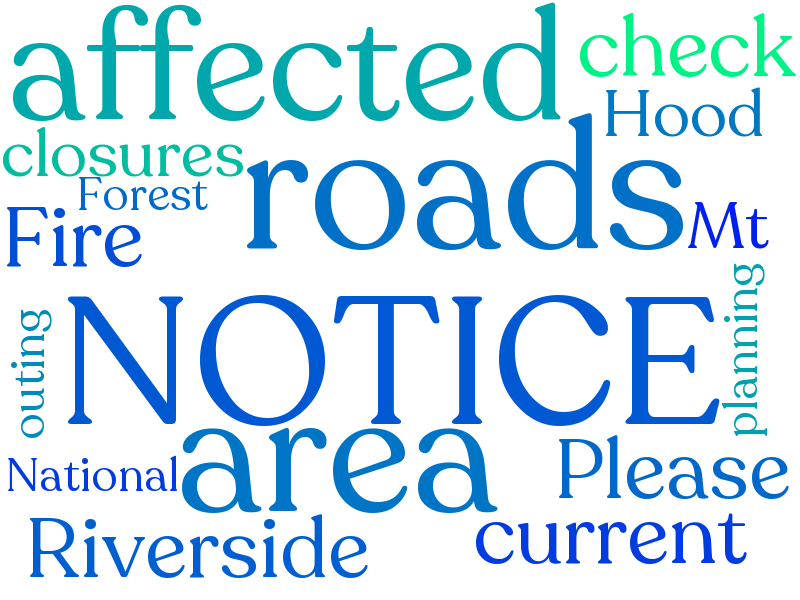 affected
check
Hood
closures
roads
Forest
Fire
Mt
NOTICE
outing
planning
area
Please
National
Riverside
current